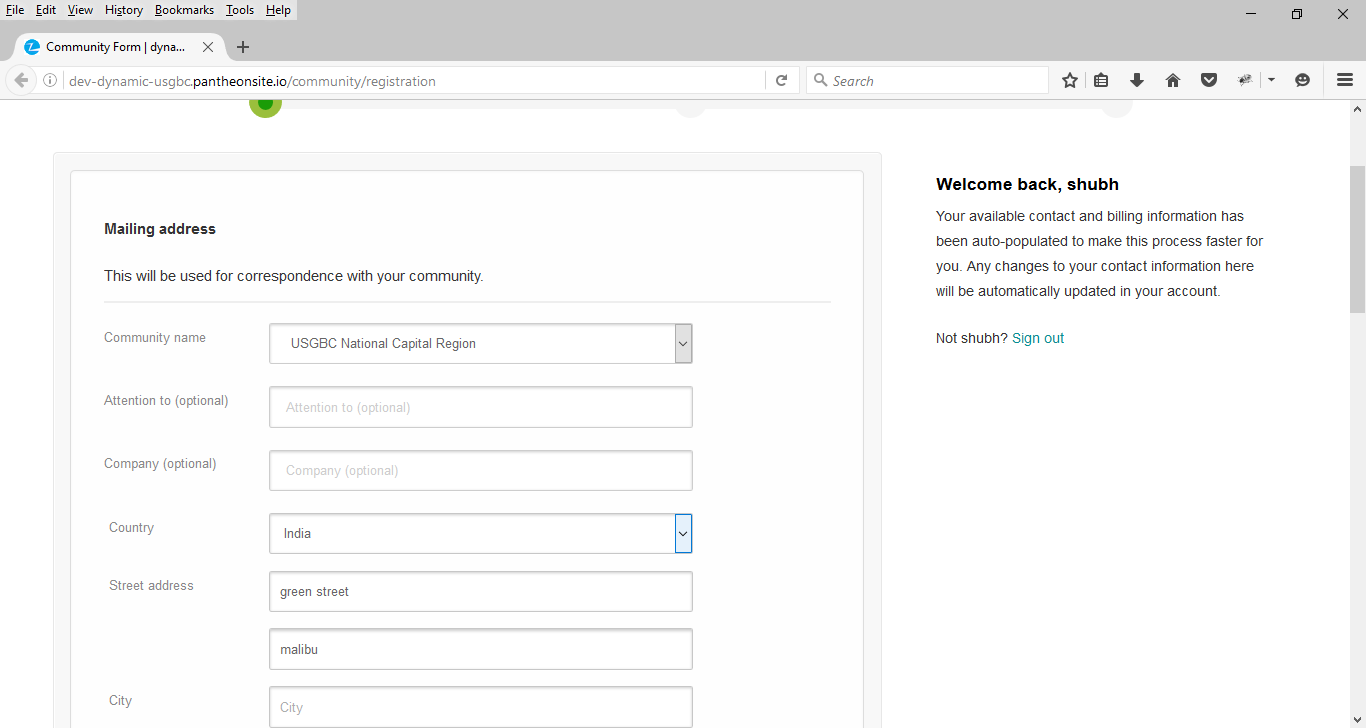 File Edit View History Bookmarks Tools Help
Community Form | dyna...
dev-dynamic-usgbc.pantheonsite.io/community/registration
Search
Mailing address
This will be used for correspondence with your community.
Community name
USGBC National Capital Region
Attention to (optional)
Attention to (optional)
Company (optional)
Company (optional)
Country
India
Street address
green street
malibu
City
City
Welcome back, shubh
Your available contact and billing information has
been auto-populated to make this process faster for
you. Any changes to your contact information here
will be automatically updated in your account.
Not shubh? Sign out